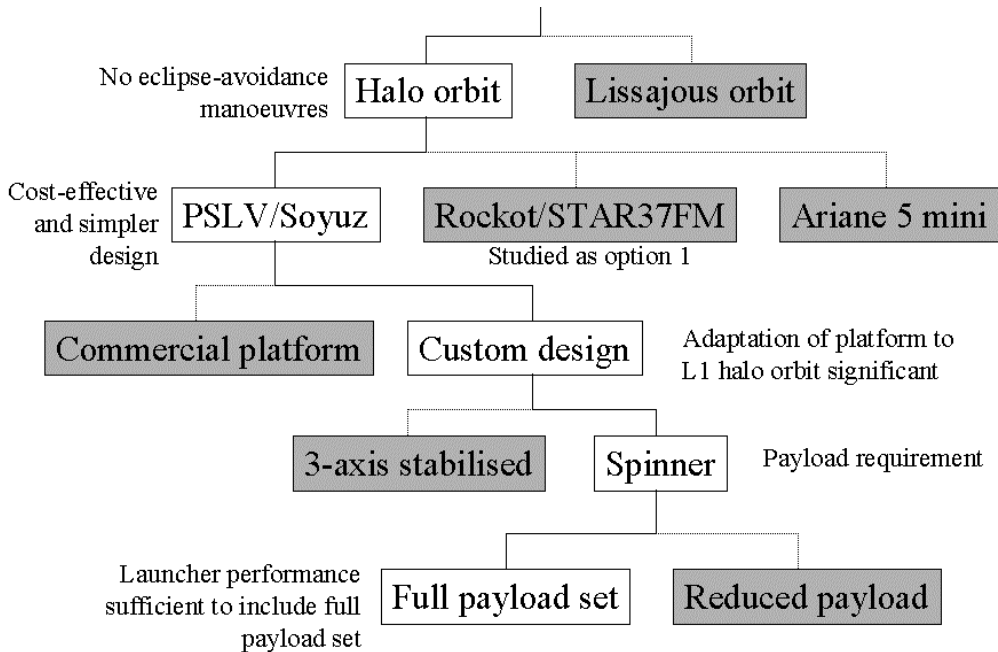 No eclipse-avoidance
manoeuvres
Halo orbit
Lissajous orbit
Cost-effective
and simpler
design
PSLV/Soyuz
Rockot/STAR37FM
Studied as option 1
Ariane 5 mini
Commercial platform
Custom design
Adaptation of platform to
L1 halo orbit significant
3-axis stabilised
Spinner
Payload requirement
Launcher performance
sufficient to include full
payload set
Full payload set
Reduced payload